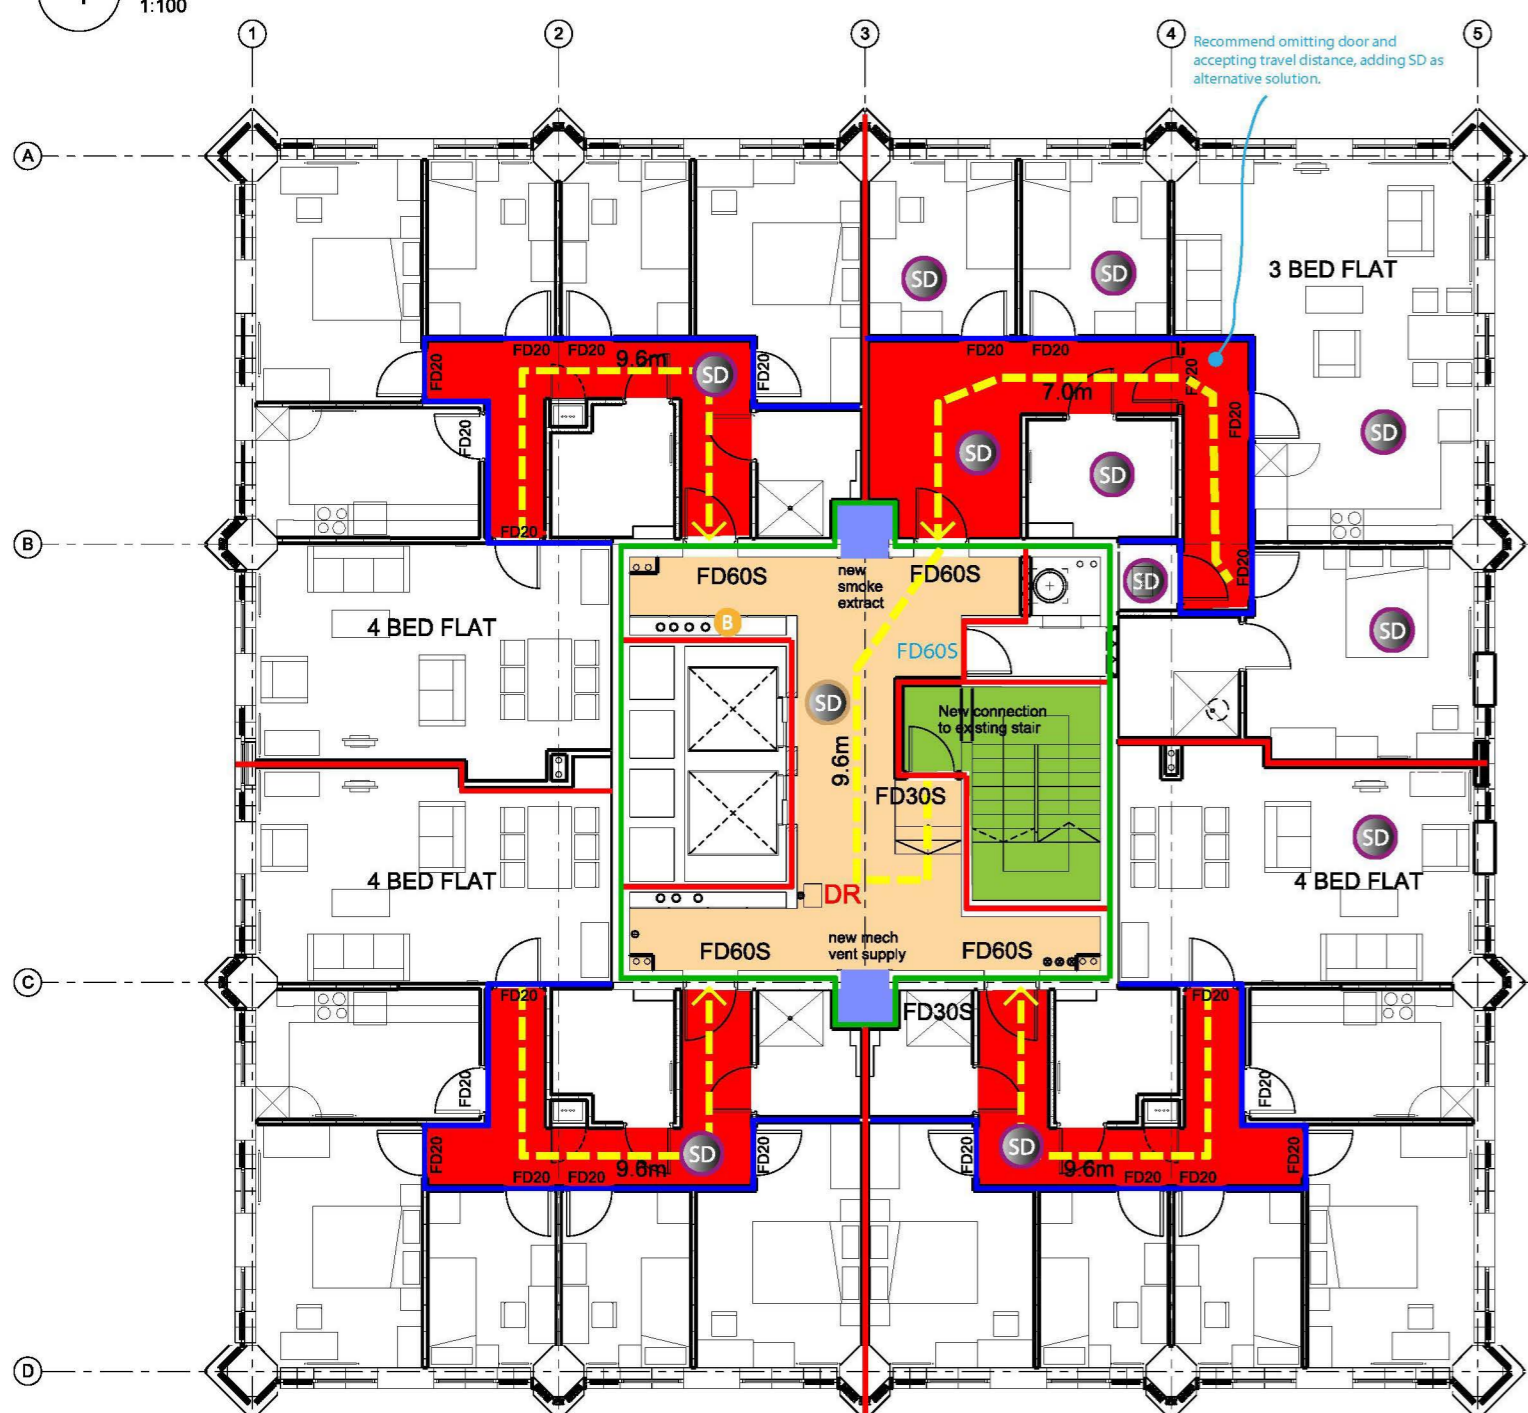 1:100
1
2
3
4
5
Recommend omitting door and
accepting travel distance, adding SD as
alternative solution.
A
3 BED FLAT
SD
SD
FD20
FD20
9.6m
SD
FD20
FD20
FD20
FD20
7.0m
FD20
FD20
SD
FD20
SD
SD
SD
FD20
B
FD60S
new
smoke
extract
FD60S
FD20
SD
4 BED FLAT
B
FD60S
SD
SD
New connection
to existing stair
9.6m
FD30S
SD
4 BED FLAT
DR
4 BED FLAT
FD60S
new mech
vent supply
FD60S
C
FD20
FD30S
FD20
FD20
FD20
FD20
FD20
9.6m
SD
FD20
FD20
SD
9.6m
FD20
FD20
FD20
FD20
FD20
D